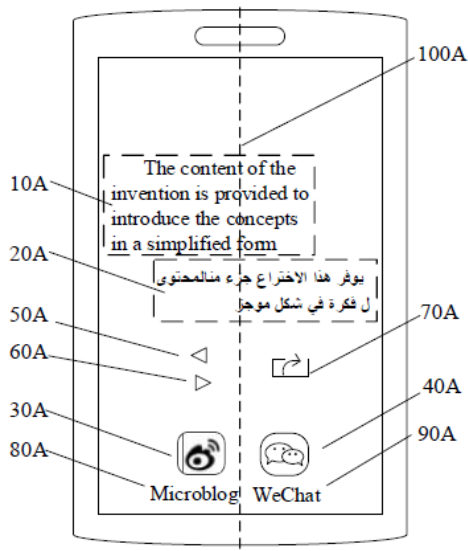 100A
The content of the
10A
invention is provided to
introduce the concepts
in a simplified form
20A
يوفر هذا الاختراع جزء منالمحتوى
ل فكرة في شكل موجز
50A
70A
60A
30A
40A
80A
90A
Microblog WeChat